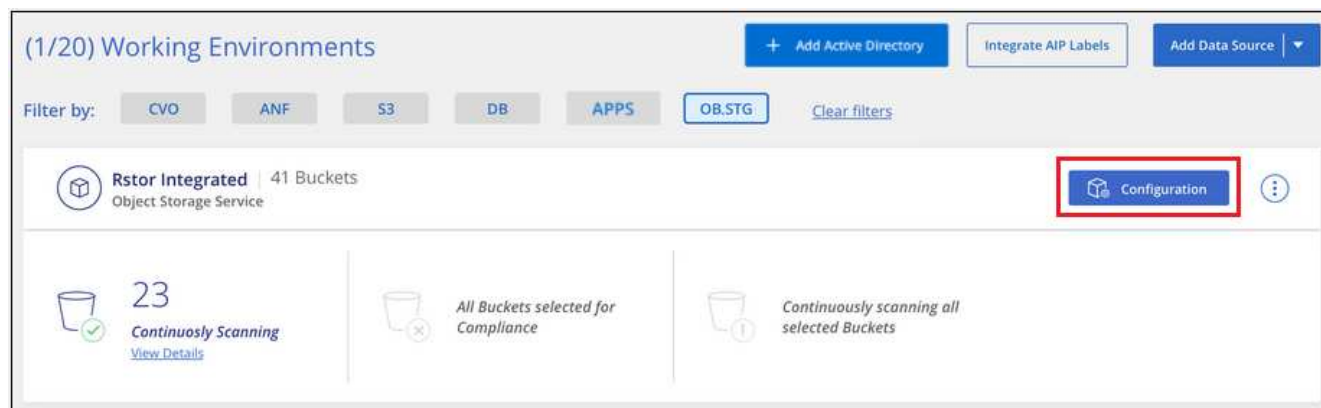 (1/20) Working Environments
+ Add Active Directory
Integrate AIP Labels
Add Data Source
Filter by:
CVO
ANF
S3
DB
APPS
OB.STG
Clear filters
Rstor Integrated | 41 Buckets
Object Storage Service
Configuration
23
Continuosly Scanning
View Details
All Buckets selected for
Compliance
Continuously scanning all
selected Buckets